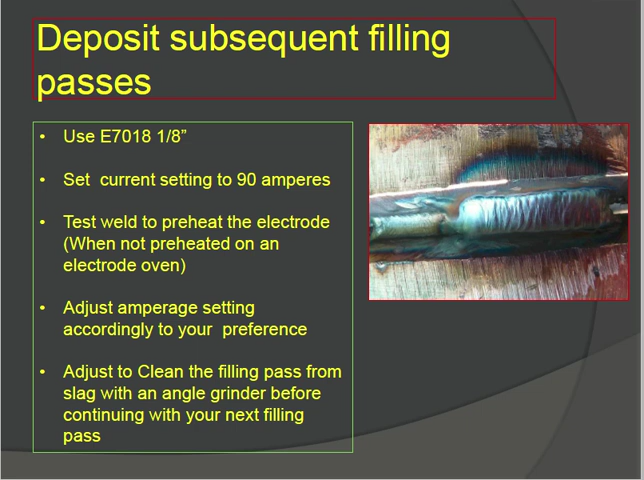 Deposit subsequent filling
passes
• Use E7018 1/8”
• Set  current setting to 90 amperes
• Test weld to preheat the electrode
(When not preheated on an
electrode oven)
• Adjust amperage setting
accordingly to your  preference
• Adjust to Clean the filling pass from
slag with an angle grinder before
continuing with your next filling
pass